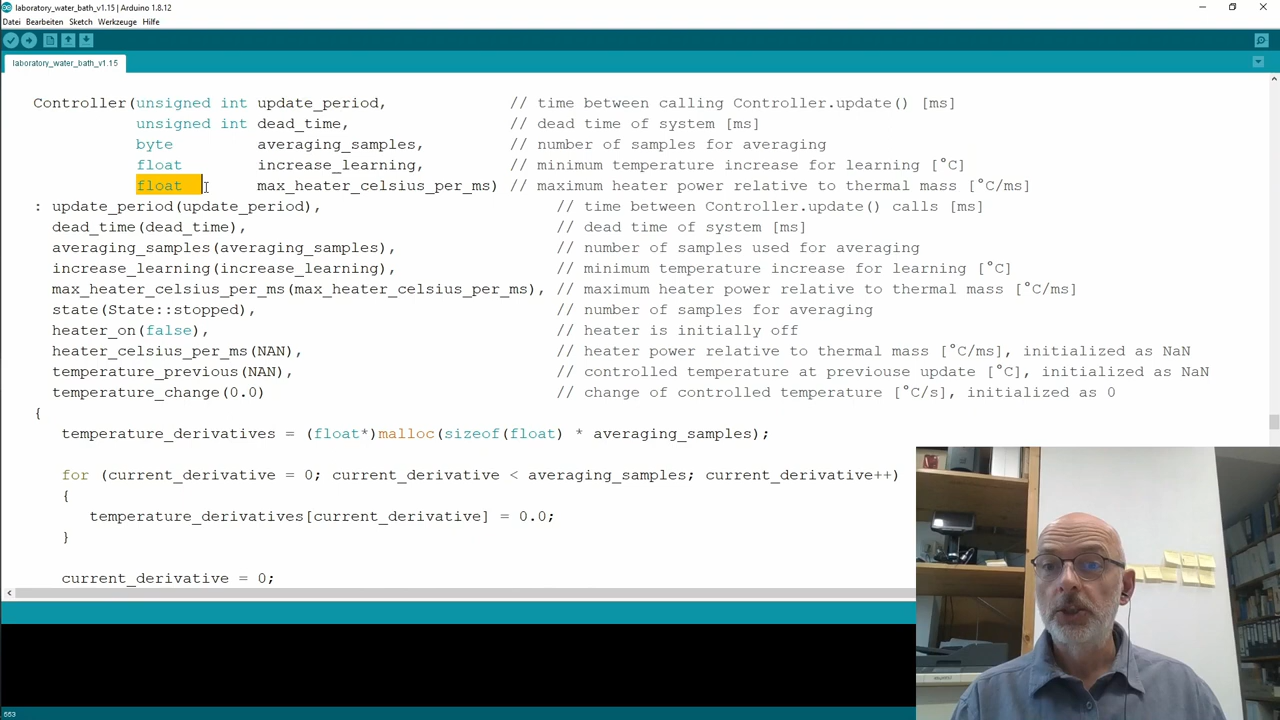 laboratory_water_bath_v1.15 | Arduino 1.8.12
Datei Bearbeiten Sketch Werkzeuge Hilfe
laboratory_water_bath_v1.15
Controller(unsigned int update_period, // time between calling Controller.update() [ms]
unsigned int dead_time, // dead time of system [ms]
byte averaging_samples, // number of samples for averaging
float increase_learning, // minimum temperature increase for learning [°C]
float max_heater_celsius_per_ms) // maximum heater power relative to thermal mass [°C/ms]
: update_period(update_period), // time between Controller.update() calls [ms]
dead_time(dead_time), // dead time of system [ms]
averaging_samples(averaging_samples), // number of samples used for averaging
increase_learning(increase_learning), // minimum temperature increase for learning [°C]
max_heater_celsius_per_ms(max_heater_celsius_per_ms), // maximum heater power relative to thermal mass [°C/ms]
state(State::stopped), // number of samples for averaging
heater_on(false), // heater is initially off
heater_celsius_per_ms(NAN), // heater power relative to thermal mass [°C/ms], initialized as NaN
temperature_previous(NAN), // controlled temperature at previouse update [°C], initialized as NaN
temperature_change(0.0) // change of controlled temperature [°C/s], initialized as 0
{
temperature_derivatives = (float*)malloc(sizeof(float) * averaging_samples);
for (current_derivative = 0; current_derivative < averaging_samples; current_derivative++)
{
temperature_derivatives[current_derivative] = 0.0;
}
current_derivative = 0;
553